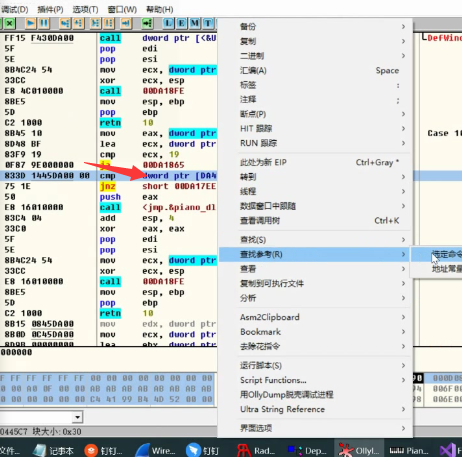 调试(D) 插件(P) 选项(T) 窗口(W) 帮助(H)
L E M T
FF15 F430DA00 call dword ptr [<&U
5F pop edi
5E pop esi
8B4C24 54 mov ecx, dword ptr
33CC xor ecx, esp
E8 4C010000 call 00DA18FE
8BE5 mov esp, ebp
5D pop ebp
C2 1000 retn 10
8B45 10 mov eax, dword ptr
8D48 BF lea ecx, dword ptr
83F9 19 cmp ecx, 19
0F87 9E000000 ja 00DA1865
833D 1445DA00 00 cmp dword ptr [DA4
75 1E jnz short 00DA17EE
50 push eax
E8 16010000 call <jmp.&piano_dl
83C4 04 add esp, 4
33C0 xor eax, eax
5F pop edi
5E pop esi
8B4C24 54 mov ecx, dword ptr
33CC xor ecx, esp
E8 16010000 call 00DA18FE
8BE5 mov esp, ebp
5D pop ebp
C2 1000 retn 10
8B15 0845DA00 mov edx, dword ptr
8B0D 0C45DA00 mov ecx, dword ptr
000000
备份
复制
二进制
汇编(A) Space
标签 :
注释 ;
断点(P)
HIT 跟踪
RUN 跟踪
此处为新 EIP Ctrl+Gray *
转到
线程
数据窗口中跟随
查看调用树 Ctrl+K
查找(S)
查找参考(R)
查看
复制到可执行文件
分析
Asm2Clipboard
Bookmark
去除花指令
运行脚本(S)
Script Functions...
用OllyDump脱壳调试进程
Ultra String Reference
界面选项
选定命令
地址常量
DefWind
Case 10
0445C7 块大小: 0x30
文件... 记事本 钉钉... Wire... 钉钉 Rad... Dep... OllyI... Pian...